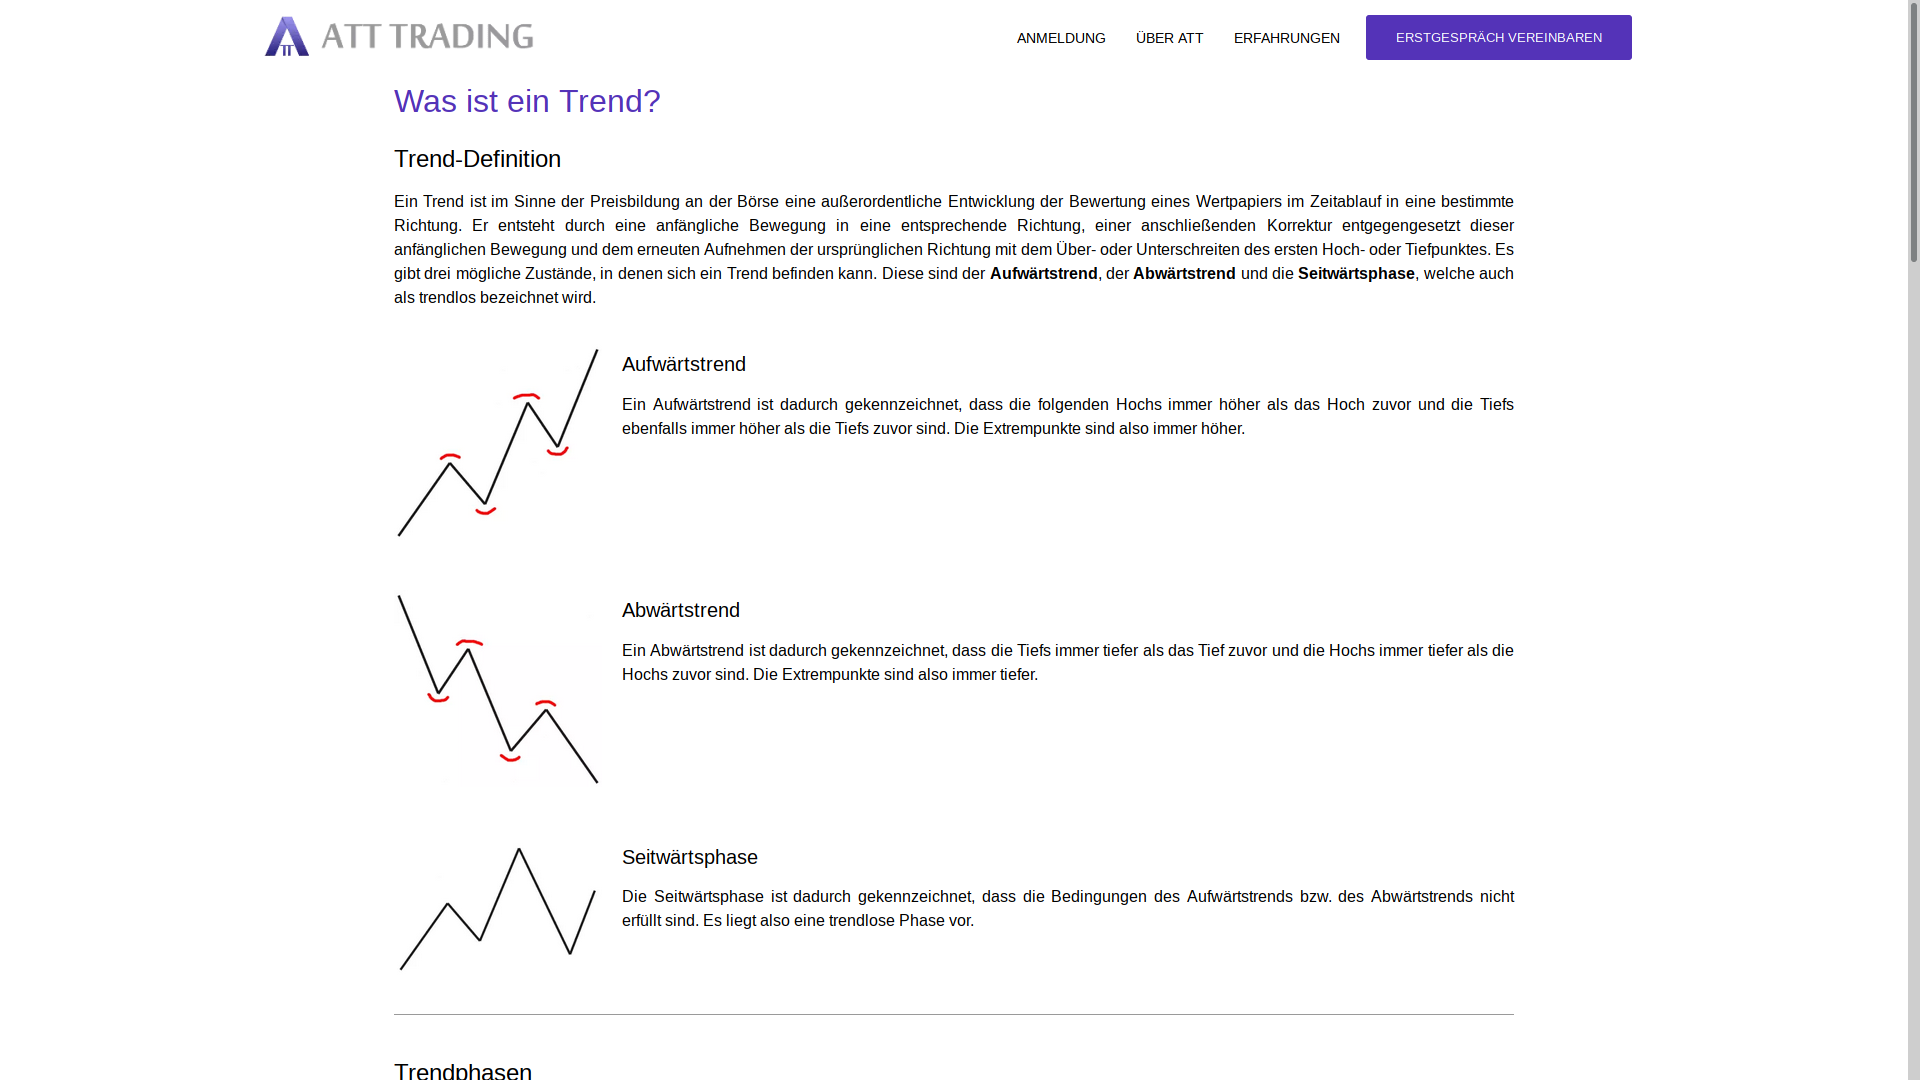 ATT TRADING
ANMELDUNG
ÜBER ATT
ERFAHRUNGEN
ERSTGESPRÄCH VEREINBAREN
Was ist ein Trend?
Trend-Definition
Ein Trend ist im Sinne der Preisbildung an der Börse eine außerordentliche Entwicklung der Bewertung eines Wertpapiers im Zeitablauf in eine bestimmte
Richtung. Er entsteht durch eine anfängliche Bewegung in eine entsprechende Richtung, einer anschließenden Korrektur entgegengesetzt dieser
anfänglichen Bewegung und dem erneuten Aufnehmen der ursprünglichen Richtung mit dem Über- oder Unterschreiten des ersten Hoch- oder Tiefpunktes. Es
gibt drei mögliche Zustände, in denen sich ein Trend befinden kann. Diese sind der Aufwärtstrend, der Abwärtstrend und die Seitwärtsphase, welche auch
als trendlos bezeichnet wird.
Aufwärtstrend
Ein Aufwärtstrend ist dadurch gekennzeichnet, dass die folgenden Hochs immer höher als das Hoch zuvor und die Tiefs
ebenfalls immer höher als die Tiefs zuvor sind. Die Extrempunkte sind also immer höher.
Abwärtstrend
Ein Abwärtstrend ist dadurch gekennzeichnet, dass die Tiefs immer tiefer als das Tief zuvor und die Hochs immer tiefer als die
Hochs zuvor sind. Die Extrempunkte sind also immer tiefer.
Seitwärtsphase
Die Seitwärtsphase ist dadurch gekennzeichnet, dass die Bedingungen des Aufwärtstrends bzw. des Abwärtstrends nicht
erfüllt sind. Es liegt also eine trendlose Phase vor.
Trendphasen